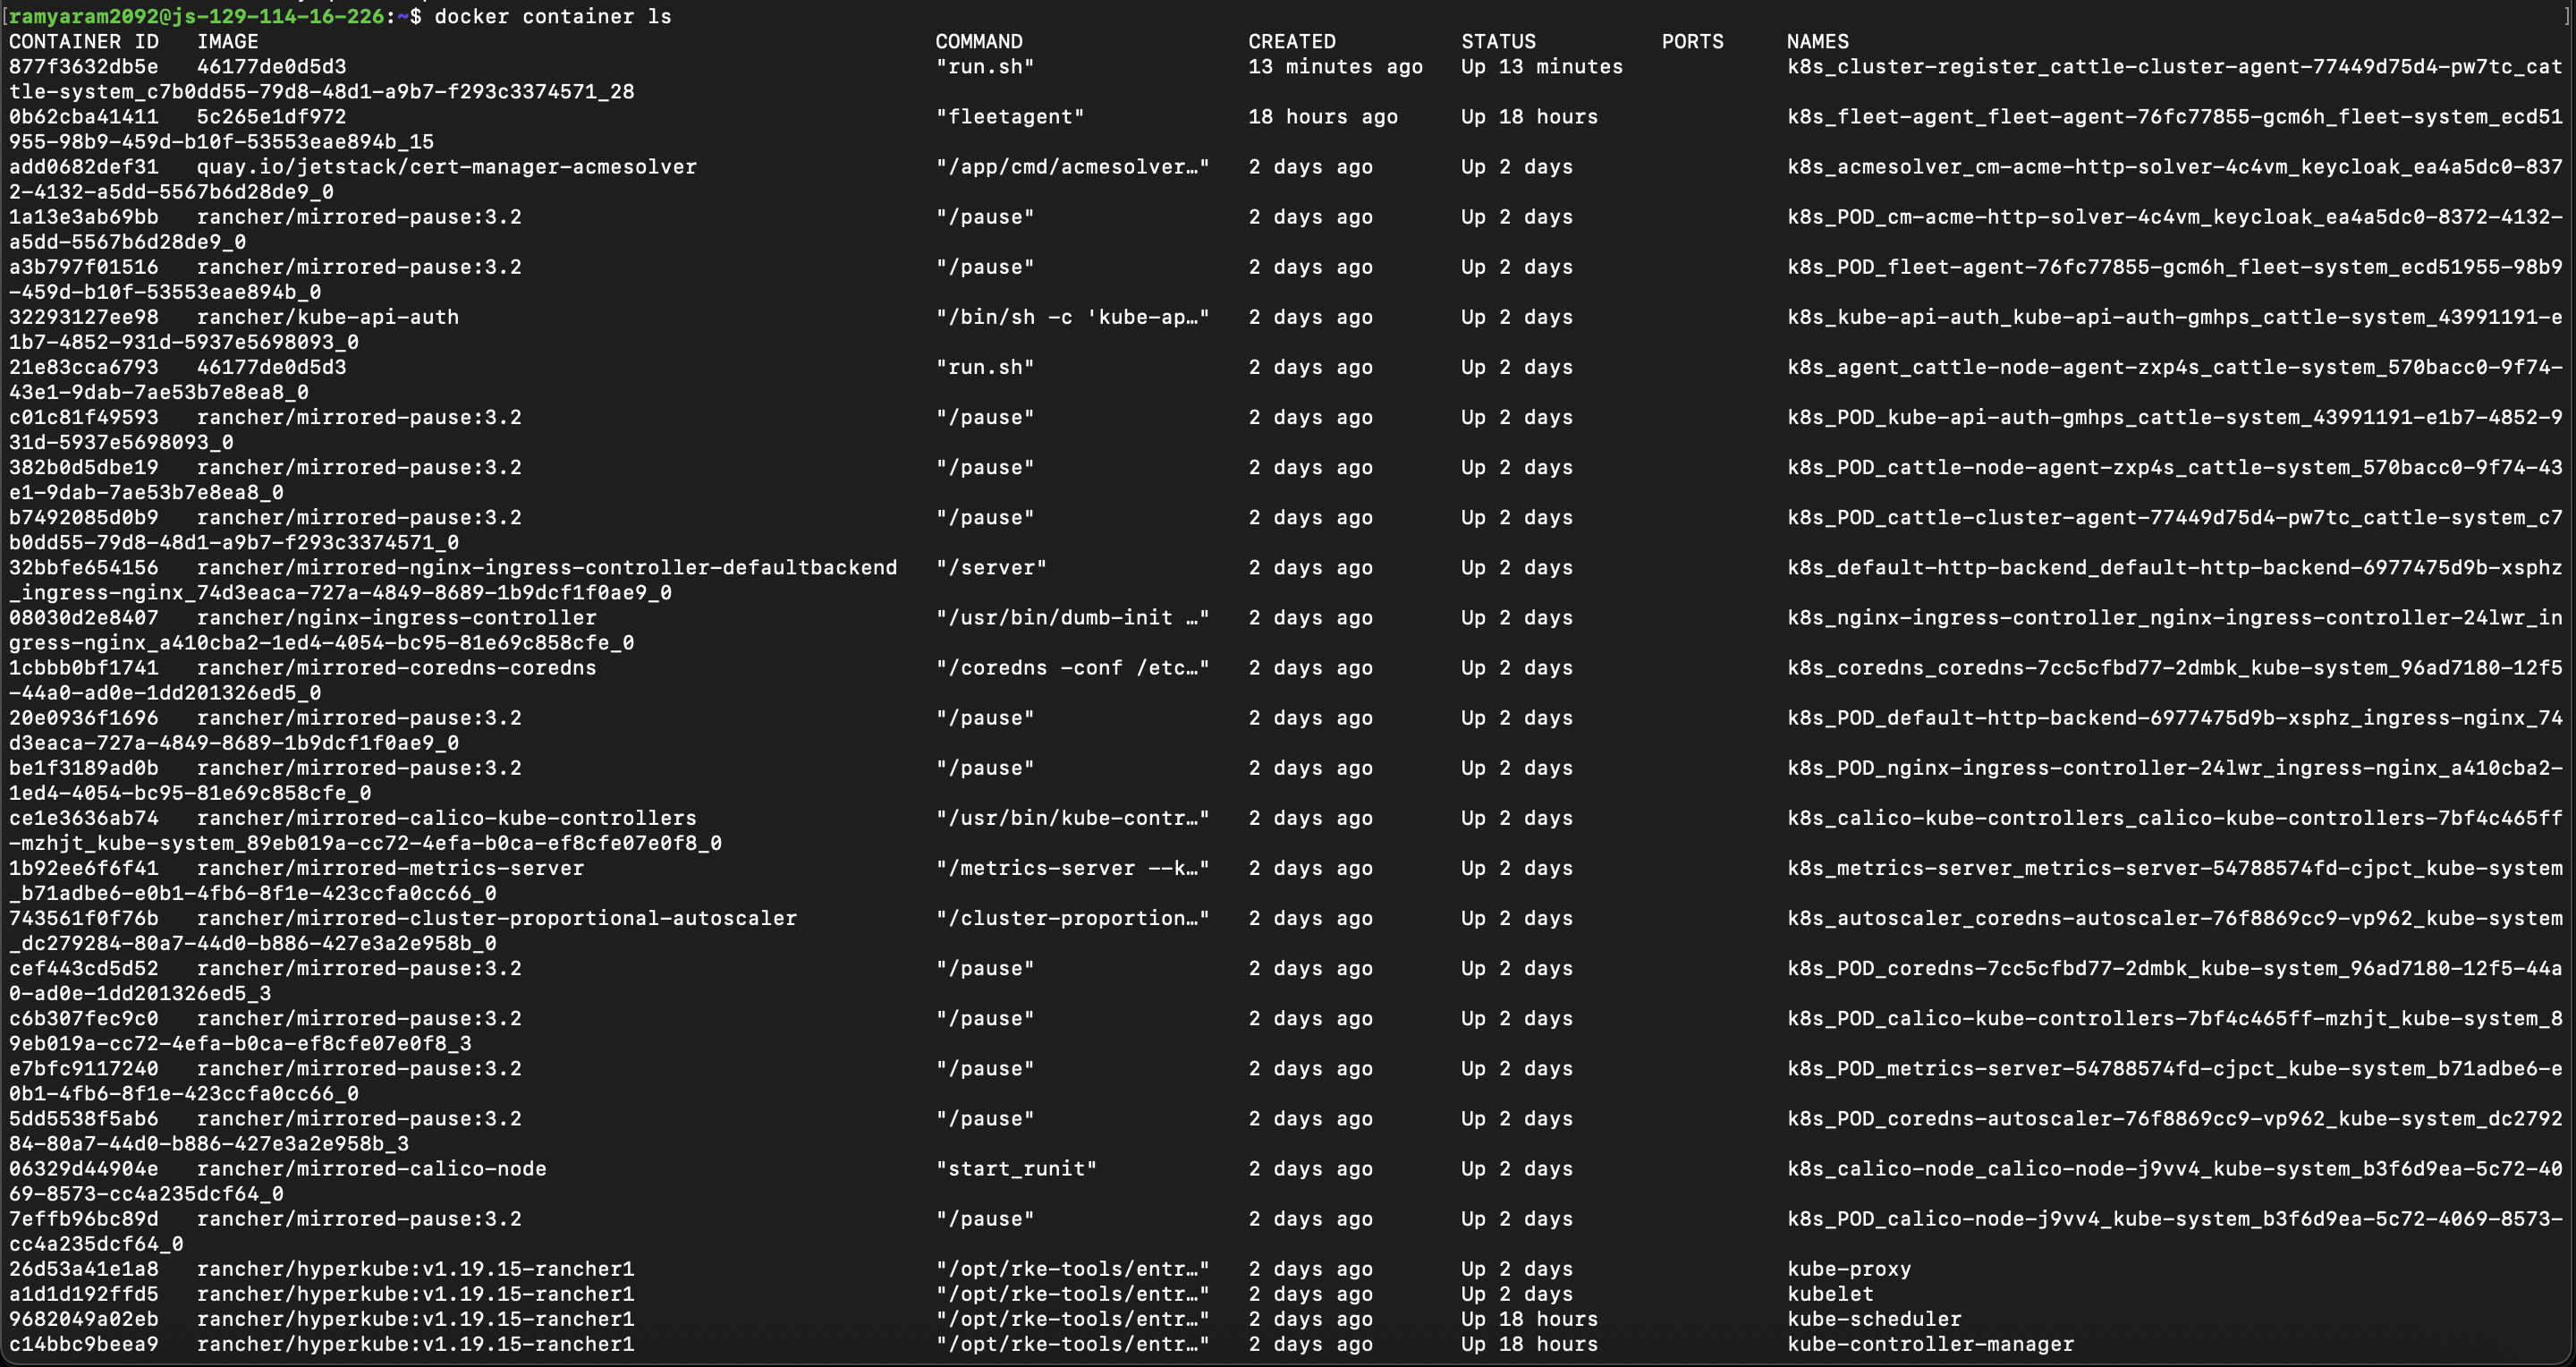 [ramyaram2092@js-129-114-16-226:~$ docker container ls ]
CONTAINER ID   IMAGE   COMMAND   CREATED   STATUS   PORTS   NAMES
877f3632db5e   46177de0d5d3   "run.sh"   13 minutes ago   Up 13 minutes   k8s_cluster-register_cattle-cluster-agent-77449d75d4-pw7tc_cat
tle-system_c7b0dd55-79d8-48d1-a9b7-f293c3374571_28
0b62cba41411   5c265e1df972   "fleetagent"   18 hours ago   Up 18 hours   k8s_fleet-agent_fleet-agent-76fc77855-gcm6h_fleet-system_ecd51
955-98b9-459d-b10f-53553eae894b_15
add0682def31   quay.io/jetstack/cert-manager-acmesolver   "/app/cmd/acmesolver…"   2 days ago   Up 2 days   k8s_acmesolver_cm-acme-http-solver-4c4vm_keycloak_ea4a5dc0-837
2-4132-a5dd-5567b6d28de9_0
1a13e3ab69bb   rancher/mirrored-pause:3.2   "/pause"   2 days ago   Up 2 days   k8s_POD_cm-acme-http-solver-4c4vm_keycloak_ea4a5dc0-8372-4132-
a5dd-5567b6d28de9_0
a3b797f01516   rancher/mirrored-pause:3.2   "/pause"   2 days ago   Up 2 days   k8s_POD_fleet-agent-76fc77855-gcm6h_fleet-system_ecd51955-98b9
-459d-b10f-53553eae894b_0
32293127ee98   rancher/kube-api-auth   "/bin/sh -c 'kube-ap…"   2 days ago   Up 2 days   k8s_kube-api-auth_kube-api-auth-gmhps_cattle-system_43991191-e
1b7-4852-931d-5937e5698093_0
21e83cca6793   46177de0d5d3   "run.sh"   2 days ago   Up 2 days   k8s_agent_cattle-node-agent-zxp4s_cattle-system_570bacc0-9f74-
43e1-9dab-7ae53b7e8ea8_0
c01c81f49593   rancher/mirrored-pause:3.2   "/pause"   2 days ago   Up 2 days   k8s_POD_kube-api-auth-gmhps_cattle-system_43991191-e1b7-4852-9
31d-5937e5698093_0
382b0d5dbe19   rancher/mirrored-pause:3.2   "/pause"   2 days ago   Up 2 days   k8s_POD_cattle-node-agent-zxp4s_cattle-system_570bacc0-9f74-43
e1-9dab-7ae53b7e8ea8_0
b7492085d0b9   rancher/mirrored-pause:3.2   "/pause"   2 days ago   Up 2 days   k8s_POD_cattle-cluster-agent-77449d75d4-pw7tc_cattle-system_c7
b0dd55-79d8-48d1-a9b7-f293c3374571_0
32bbfe654156   rancher/mirrored-nginx-ingress-controller-defaultbackend   "/server"   2 days ago   Up 2 days   k8s_default-http-backend_default-http-backend-6977475d9b-xsphz
_ingress-nginx_74d3eaca-727a-4849-8689-1b9dcf1f0ae9_0
08030d2e8407   rancher/nginx-ingress-controller   "/usr/bin/dumb-init …"   2 days ago   Up 2 days   k8s_nginx-ingress-controller_nginx-ingress-controller-24lwr_in
gress-nginx_a410cba2-1ed4-4054-bc95-81e69c858cfe_0
1cbbb0bf1741   rancher/mirrored-coredns-coredns   "/coredns -conf /etc…"   2 days ago   Up 2 days   k8s_coredns_coredns-7cc5cfbd77-2dmbk_kube-system_96ad7180-12f5
-44a0-ad0e-1dd201326ed5_0
20e0936f1696   rancher/mirrored-pause:3.2   "/pause"   2 days ago   Up 2 days   k8s_POD_default-http-backend-6977475d9b-xsphz_ingress-nginx_74
d3eaca-727a-4849-8689-1b9dcf1f0ae9_0
be1f3189ad0b   rancher/mirrored-pause:3.2   "/pause"   2 days ago   Up 2 days   k8s_POD_nginx-ingress-controller-24lwr_ingress-nginx_a410cba2-
1ed4-4054-bc95-81e69c858cfe_0
ce1e3636ab74   rancher/mirrored-calico-kube-controllers   "/usr/bin/kube-contr…"   2 days ago   Up 2 days   k8s_calico-kube-controllers_calico-kube-controllers-7bf4c465ff
-mzhjt_kube-system_89eb019a-cc72-4efa-b0ca-ef8cfe07e0f8_0
1b92ee6f6f41   rancher/mirrored-metrics-server   "/metrics-server --k…"   2 days ago   Up 2 days   k8s_metrics-server_metrics-server-54788574fd-cjpct_kube-system
_b71adbe6-e0b1-4fb6-8f1e-423ccfa0cc66_0
743561f0f76b   rancher/mirrored-cluster-proportional-autoscaler   "/cluster-proportion…"   2 days ago   Up 2 days   k8s_autoscaler_coredns-autoscaler-76f8869cc9-vp962_kube-system
_dc279284-80a7-44d0-b886-427e3a2e958b_0
cef443cd5d52   rancher/mirrored-pause:3.2   "/pause"   2 days ago   Up 2 days   k8s_POD_coredns-7cc5cfbd77-2dmbk_kube-system_96ad7180-12f5-44a
0-ad0e-1dd201326ed5_3
c6b307fec9c0   rancher/mirrored-pause:3.2   "/pause"   2 days ago   Up 2 days   k8s_POD_calico-kube-controllers-7bf4c465ff-mzhjt_kube-system_8
9eb019a-cc72-4efa-b0ca-ef8cfe07e0f8_3
e7bfc9117240   rancher/mirrored-pause:3.2   "/pause"   2 days ago   Up 2 days   k8s_POD_metrics-server-54788574fd-cjpct_kube-system_b71adbe6-e
0b1-4fb6-8f1e-423ccfa0cc66_0
5dd5538f5ab6   rancher/mirrored-pause:3.2   "/pause"   2 days ago   Up 2 days   k8s_POD_coredns-autoscaler-76f8869cc9-vp962_kube-system_dc2792
84-80a7-44d0-b886-427e3a2e958b_3
06329d44904e   rancher/mirrored-calico-node   "start_runit"   2 days ago   Up 2 days   k8s_calico-node_calico-node-j9vv4_kube-system_b3f6d9ea-5c72-40
69-8573-cc4a235dcf64_0
7effb96bc89d   rancher/mirrored-pause:3.2   "/pause"   2 days ago   Up 2 days   k8s_POD_calico-node-j9vv4_kube-system_b3f6d9ea-5c72-4069-8573-
cc4a235dcf64_0
26d53a41e1a8   rancher/hyperkube:v1.19.15-rancher1   "/opt/rke-tools/entr…"   2 days ago   Up 2 days   kube-proxy
a1d1d192ffd5   rancher/hyperkube:v1.19.15-rancher1   "/opt/rke-tools/entr…"   2 days ago   Up 2 days   kubelet
9682049a02eb   rancher/hyperkube:v1.19.15-rancher1   "/opt/rke-tools/entr…"   2 days ago   Up 18 hours   kube-scheduler
c14bbc9beea9   rancher/hyperkube:v1.19.15-rancher1   "/opt/rke-tools/entr…"   2 days ago   Up 18 hours   kube-controller-manager